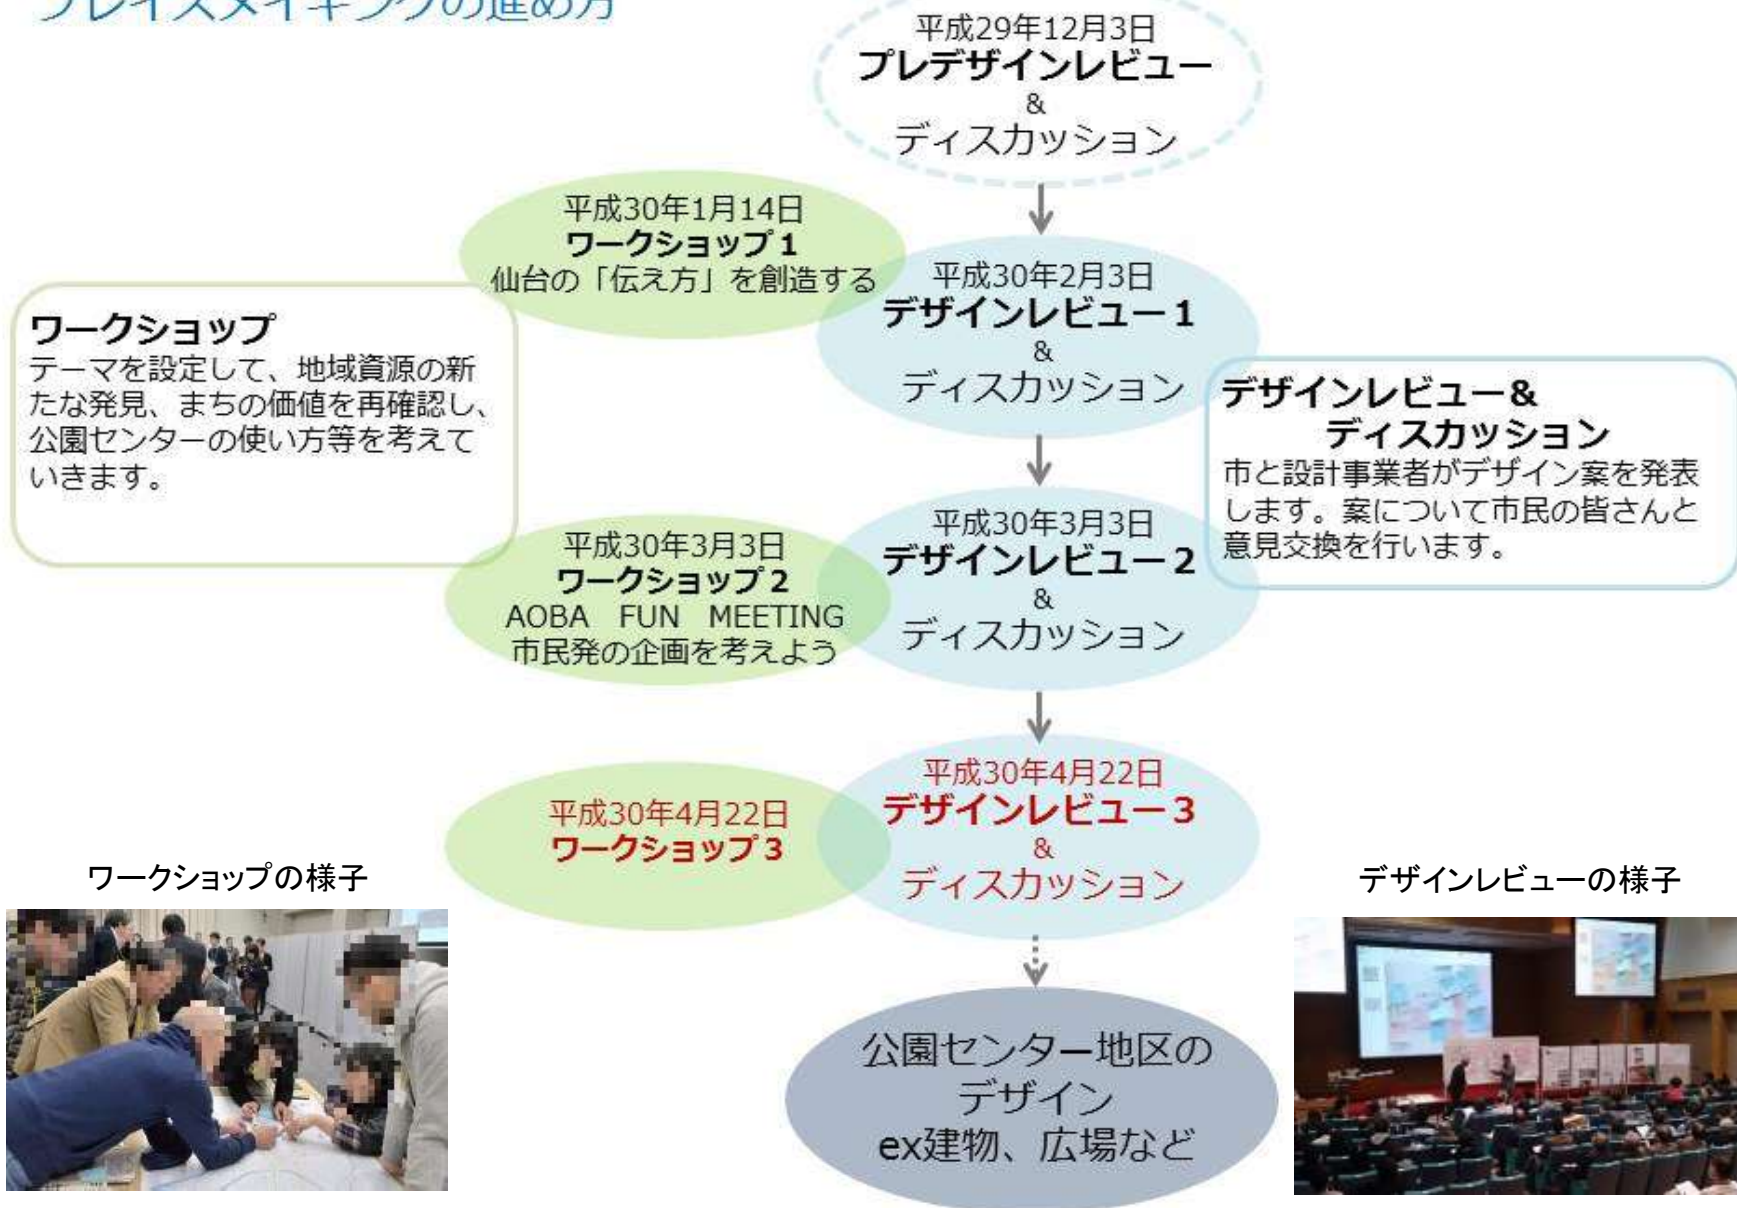 プレイスメイキングの進め方
平成29年12月3日
プレデザインレビュー
&
ディスカッション
平成30年1月14日
ワークショップ１
仙台の「伝え方」を創造する
平成30年2月3日
デザインレビュー１
&
ディスカッション
ワークショップ
テーマを設定して、地域資源の新
たな発見、まちの価値を再確認し、
公園センターの使い方等を考えて
いきます。
デザインレビュー&
ディスカッション
市と設計事業者がデザイン案を発表
します。案について市民の皆さんと
意見交換を行います。
平成30年3月3日
ワークショップ２
AOBA　FUN　MEETING
市民発の企画を考えよう
平成30年3月3日
デザインレビュー２
&
ディスカッション
平成30年4月22日
ワークショップ３
平成30年4月22日
デザインレビュー３
&
ディスカッション
ワークショップの様子
デザインレビューの様子
公園センター地区の
デザイン
ex建物、広場など